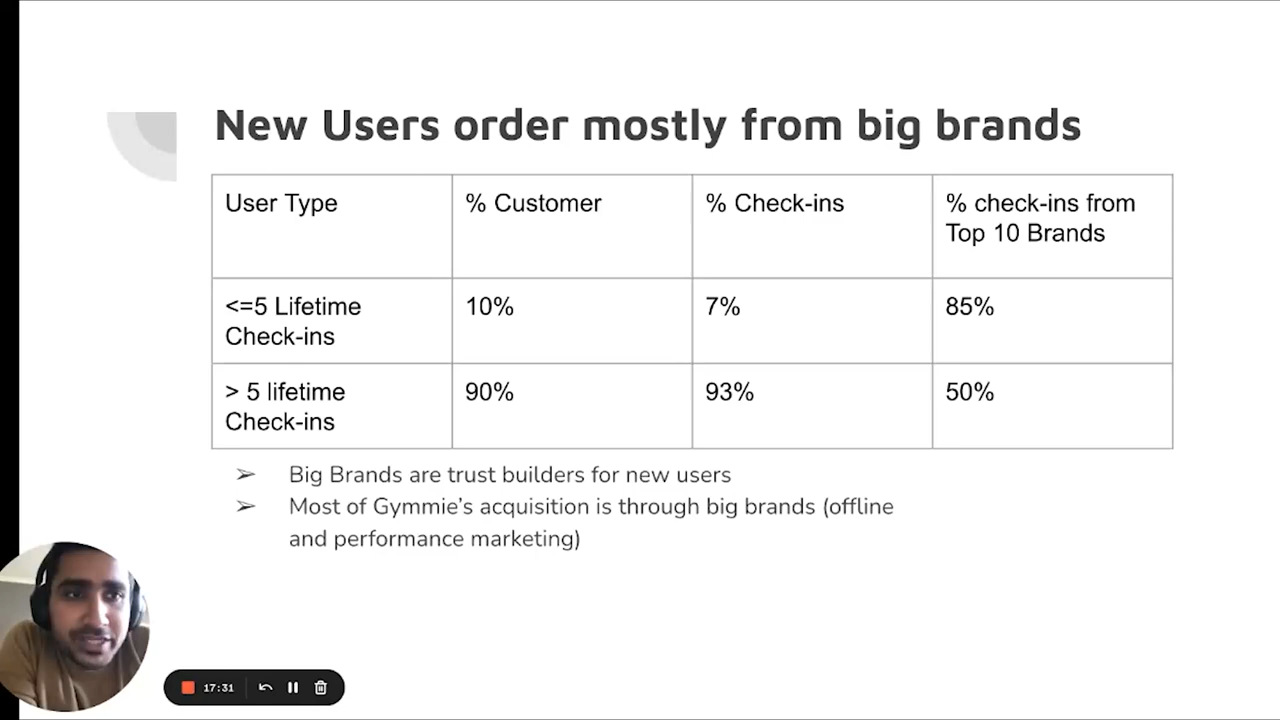 New Users order mostly from big brands
User Type
% Customer
% Check-ins
% check-ins from
Top 10 Brands
<=5 Lifetime
Check-ins
10%
7%
85%
> 5 lifetime
Check-ins
90%
93%
50%
➢ Big Brands are trust builders for new users
➢ Most of Gymmie's acquisition is through big brands (offline
and performance marketing)
17:31